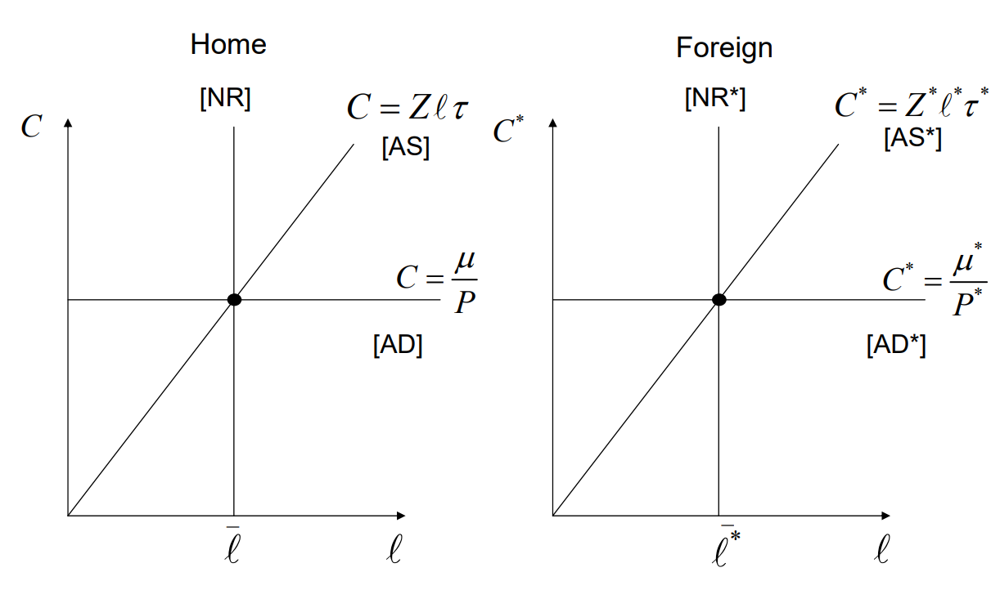 Home
[NR]
C = Zℓτ
[AS]
C
C = μ/P
[AD]
ℓ̄
ℓ
Foreign
[NR*]
C* = Z*ℓ*τ*
[AS*]
C*
C* = μ*/P*
[AD*]
ℓ̄*
ℓ